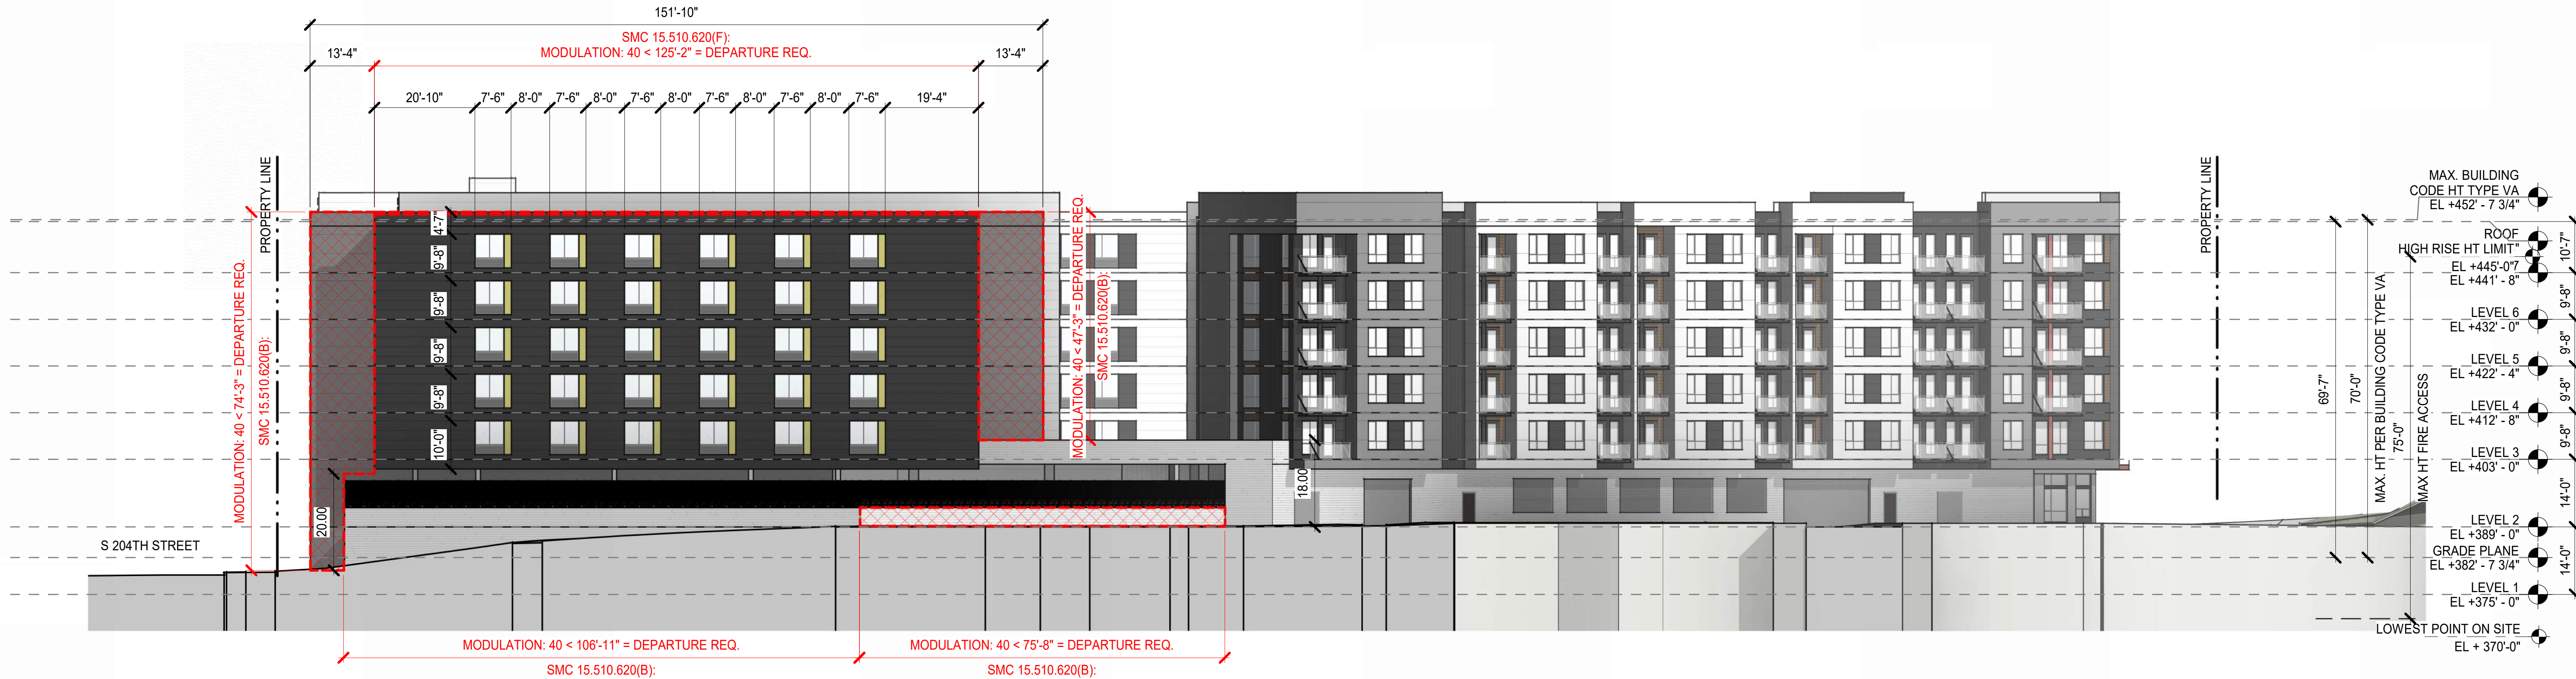 151'-10"
SMC 15.510.620(F):
13'-4"
MODULATION: 40 < 125'-2" = DEPARTURE REQ.
13'-4"
20'-10"
7'-6"
8'-0"
7'-6"
8'-0"
7'-6"
8'-0"
7'-6"
8'-0"
7'-6"
8'-0"
7'-6"
19'-4"
PROPERTY LINE
MODULATION: 40 < 74'-3" = DEPARTURE REQ.
SMC 15.510.620(B):
4'-7"
9'-8"
9'-8"
9'-8"
9'-8"
10'-0"
20.00
MODULATION: 40 < 47'-3" = DEPARTURE REQ.
SMC 15.510.620(B):
18.00
PROPERTY LINE
S 204TH STREET
MODULATION: 40 < 106'-11" = DEPARTURE REQ.
SMC 15.510.620(B):
MODULATION: 40 < 75'-8" = DEPARTURE REQ.
SMC 15.510.620(B):
69'-7"
70'-0"
MAX. HT PER BUILDING CODE TYPE VA
75'-0"
MAX HT FIRE ACCESS
MAX. BUILDING
CODE HT TYPE VA
EL +452' - 7 3/4"
ROOF
HIGH RISE HT LIMIT"
EL +445'-0"7
EL +441' - 8"
LEVEL 6
EL +432' - 0"
LEVEL 5
EL +422' - 4"
LEVEL 4
EL +412' - 8"
LEVEL 3
EL +403' - 0"
LEVEL 2
EL +389' - 0"
GRADE PLANE
EL +382' - 7 3/4"
LEVEL 1
EL +375' - 0"
LOWEST POINT ON SITE
EL + 370'-0"
10'-7"
9'-8"
9'-8"
9'-8"
9'-8"
14'-0"
14'-0"